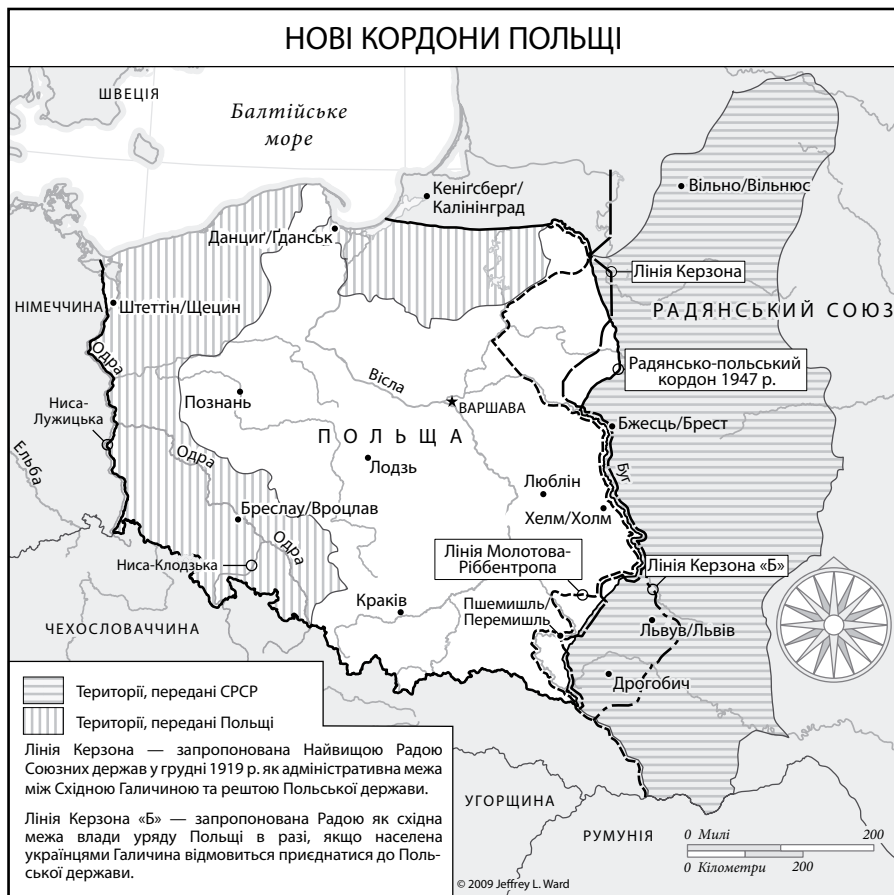 НОВІ КОРДОНИ ПОЛЬЩІ
ШВЕЦІЯ
Балтійське
море
Кеніґсберґ/
Калінінград
Вільно/Вільнюс
Данциґ/Ґданськ
Лінія Керзона
НІМЕЧЧИНА
Штеттін/Щецин
РАДЯНСЬКИЙ СОЮЗ
Одра
Вісла
Радянсько-польський
кордон 1947 р.
Познань
ВАРШАВА
Ниса-
Лужицька
Бжесць/Брест
ПОЛЬЩА
Ельба
Одра
Лодзь
Буг
Люблін
Бреслау/Вроцлав
Хелм/Холм
Одра
Лінія Молотова-
Ріббентропа
Лінія Керзона «Б»
Ниса-Клодзька
Краків
Пшемишль/
Перемишль
ЧЕХОСЛОВАЧЧИНА
Львув/Львів
Дрогобич
Території, передані СРСР
Території, передані Польщі
Лінія Керзона — запропонована Найвищою Радою
Союзних держав у грудні 1919 р. як адміністративна межа
між Східною Галичиною та рештою Польської держави.
Лінія Керзона «Б» — запропонована Радою як східна
межа влади уряду Польщі в разі, якщо населена
українцями Галичина відмовиться приєднатися до Поль-
ської держави.
УГОРЩИНА
РУМУНІЯ
0 Милі 200
0 Кілометри 200
© 2009 Jeffrey L. Ward